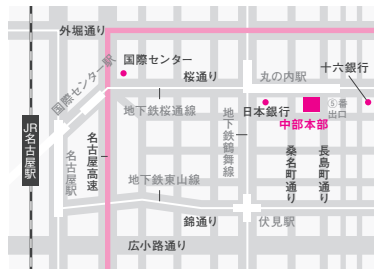 外堀通り
国際センター
国際センター駅
桜通り
丸の内駅
十六銀行
地下鉄桜通線
日本銀行
⑤番
出口
中部本部
JR名古屋駅
名古屋駅
名古屋高速
地下鉄鶴舞線
桑名町通り
長島町通り
地下鉄東山線
錦通り
伏見駅
広小路通り